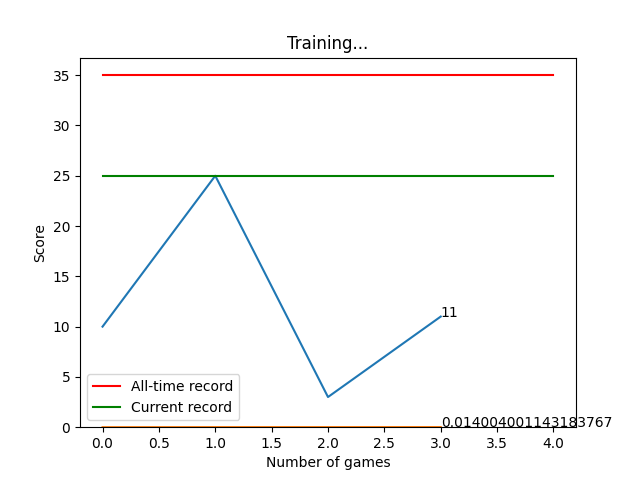 Training...
35
30
25
20
15
10
5
0
Score
11
0.014004001143183767
All-time record
Current record
0.0 0.5 1.0 1.5 2.0 2.5 3.0 3.5 4.0
Number of games